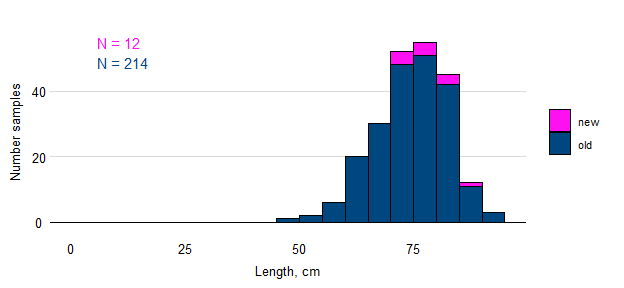 N = 12
N = 214
Number samples
40
20
0
0
25
50
75
Length, cm
new
old